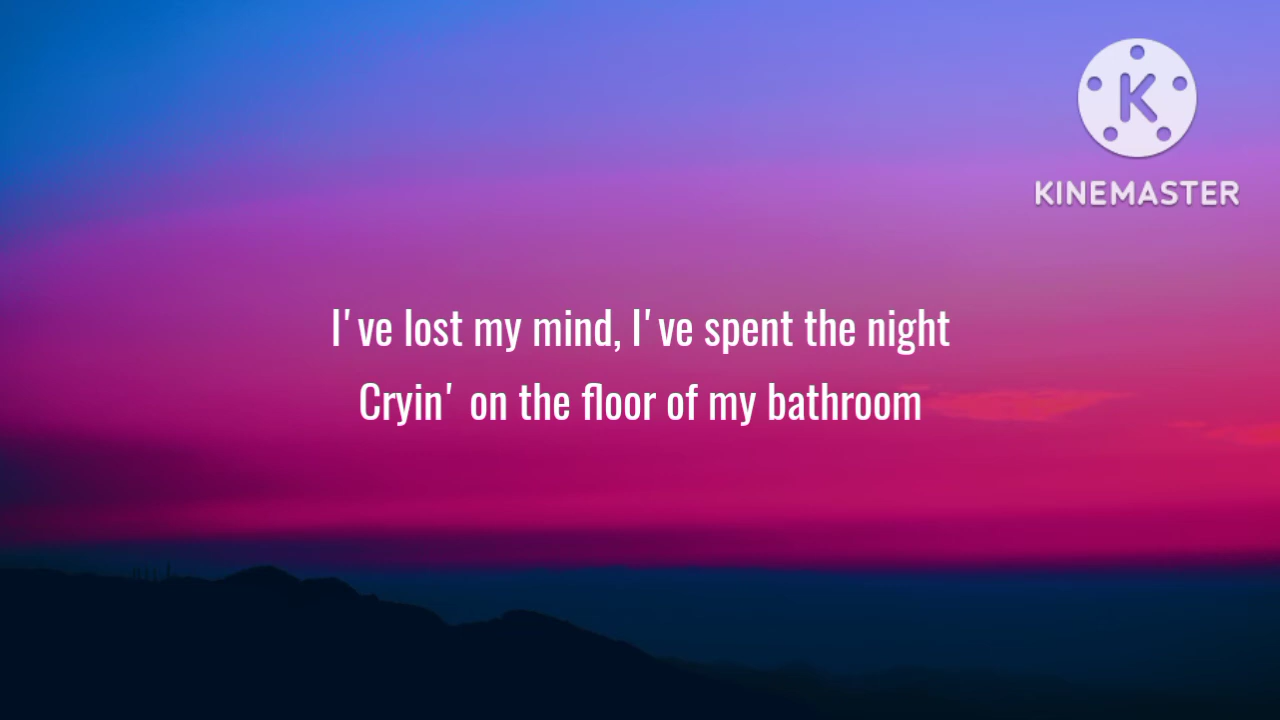 K
KINEMASTER
I've lost my mind, I've spent the night
Cryin' on the floor of my bathroom